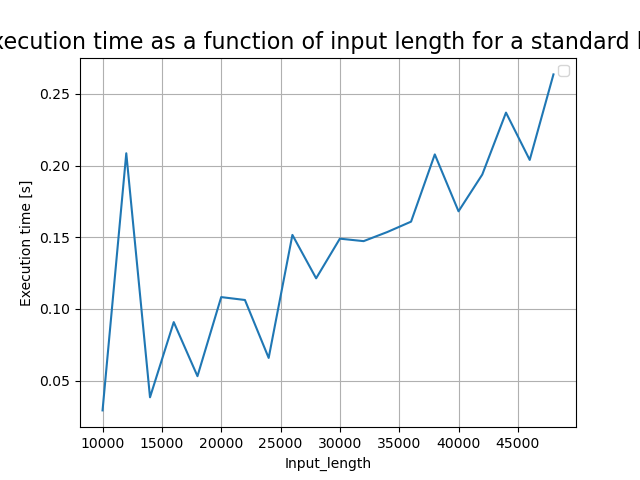 xecution time as a function of input length for a standard
Execution time [s]
0.25
0.20
0.15
0.10
0.05
10000 15000 20000 25000 30000 35000 40000 45000
Input_length